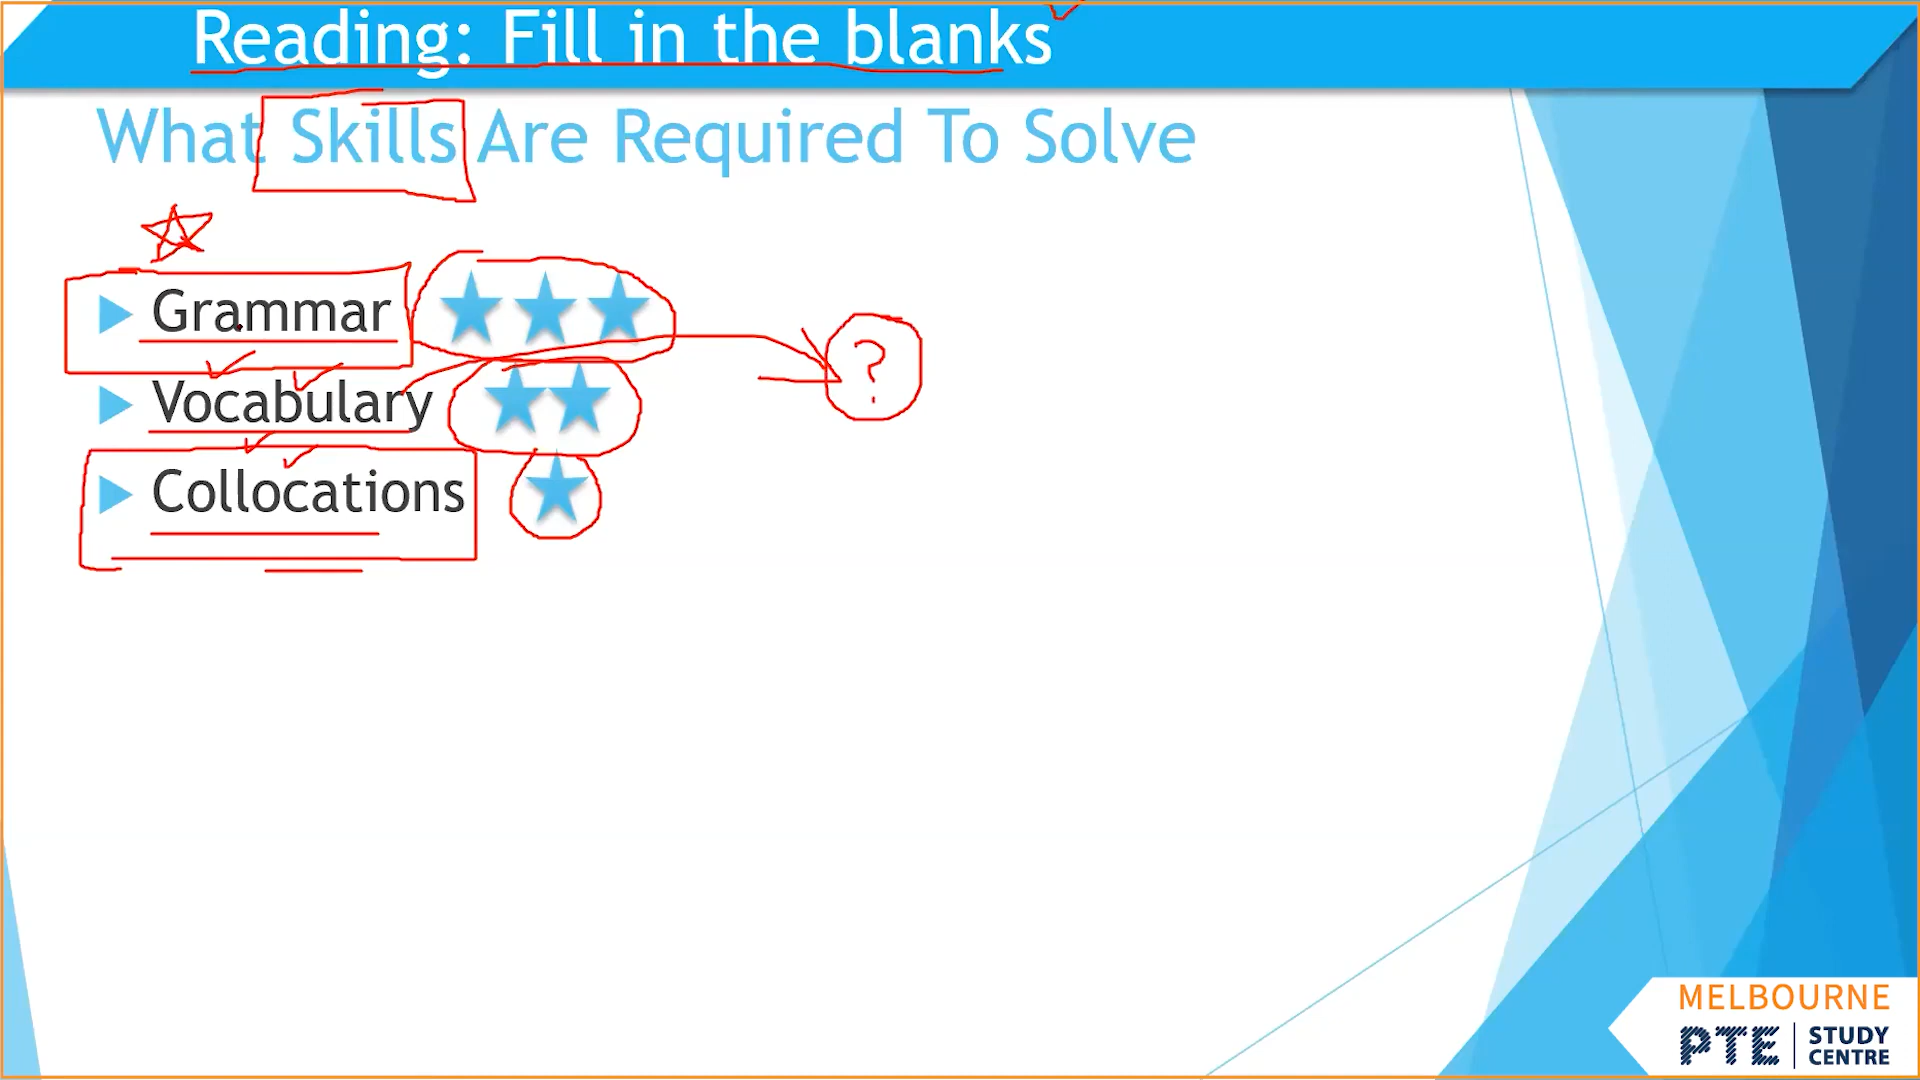 Reading: Fill in the blanks
What Skills Are Required To Solve
Grammar
?
Vocabulary
Collocations
MELBOURNE
PTE STUDY CENTRE